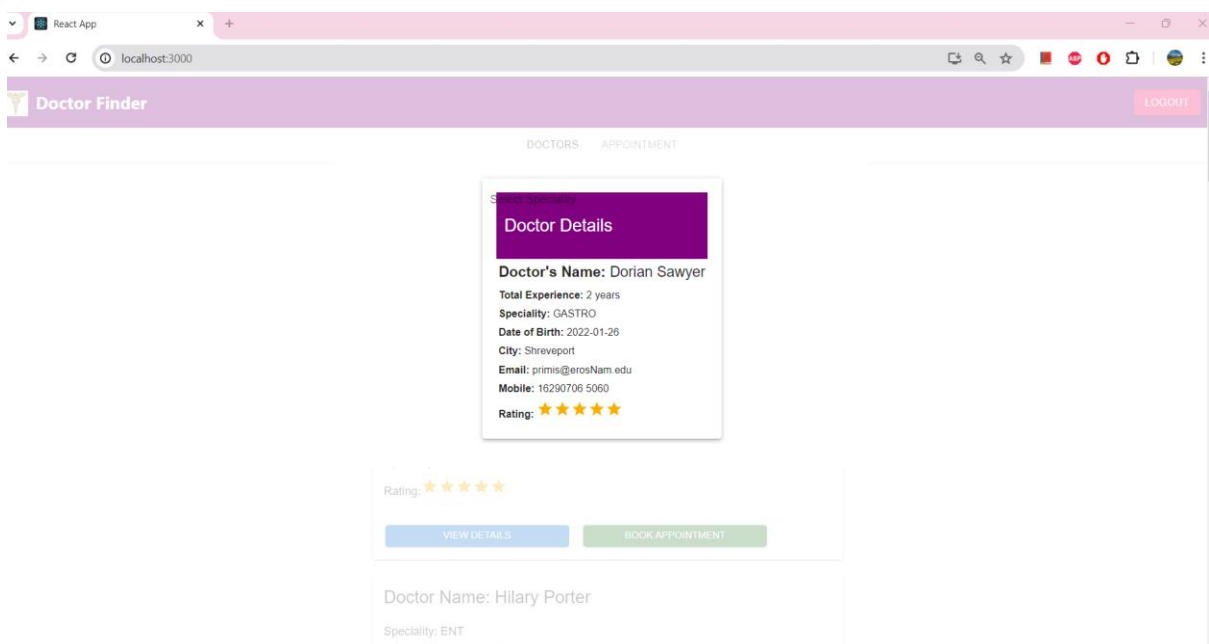 React App
localhost:3000
ABP
Doctor Finder
LOGOUT
DOCTORS APPOINTMENT
Select Speciality
Doctor Details
Doctor's Name: Dorian Sawyer
Total Experience: 2 years
Speciality: GASTRO
Date of Birth: 2022-01-26
City: Shreveport
Email: primis@erosNam.edu
Mobile: 16290706 5060
Rating:
Rating:
VIEW DETAILS BOOK APPOINTMENT
Doctor Name: Hilary Porter
Speciality: ENT